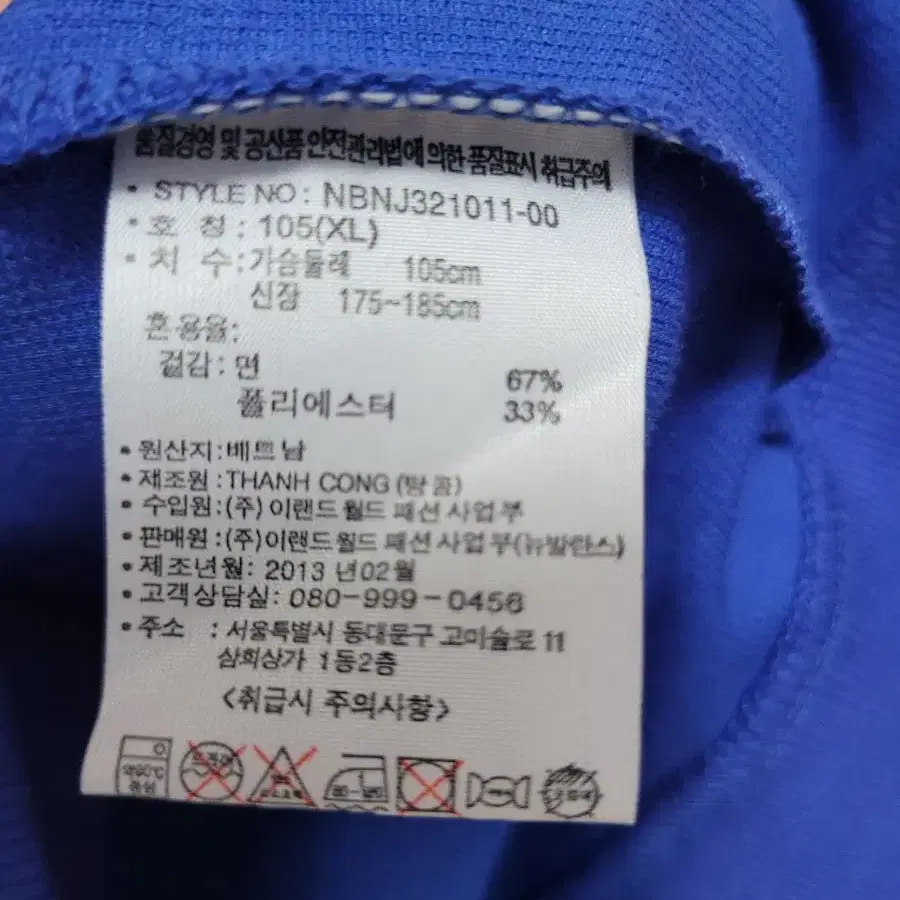 품질경영 및 공산품 안전관리법에 의한 품질표시 취급주의
• STYLE NO : NBNJ321011-00
• 호 칭 : 105(XL)
• 치 수 : 가슴둘레 105cm
신장 175~185cm
혼용율:
겉감 : 면 67%
폴리에스터 33%
• 원산지 : 베트남
• 제조원 : THANH CONG (탕 콤)
• 수입원 : (주) 이랜드 월드 패션 사업 부
• 판매원 : (주)이랜드 월드 패션 사업 부(뉴발란스)
• 제조년월 : 2013 년02월
• 고객상담실: 080-999-0456
• 주소 : 서울특별시 동대문구 고미술로 11
삼희상가 1동2층
<취급시 주의사항>
중성